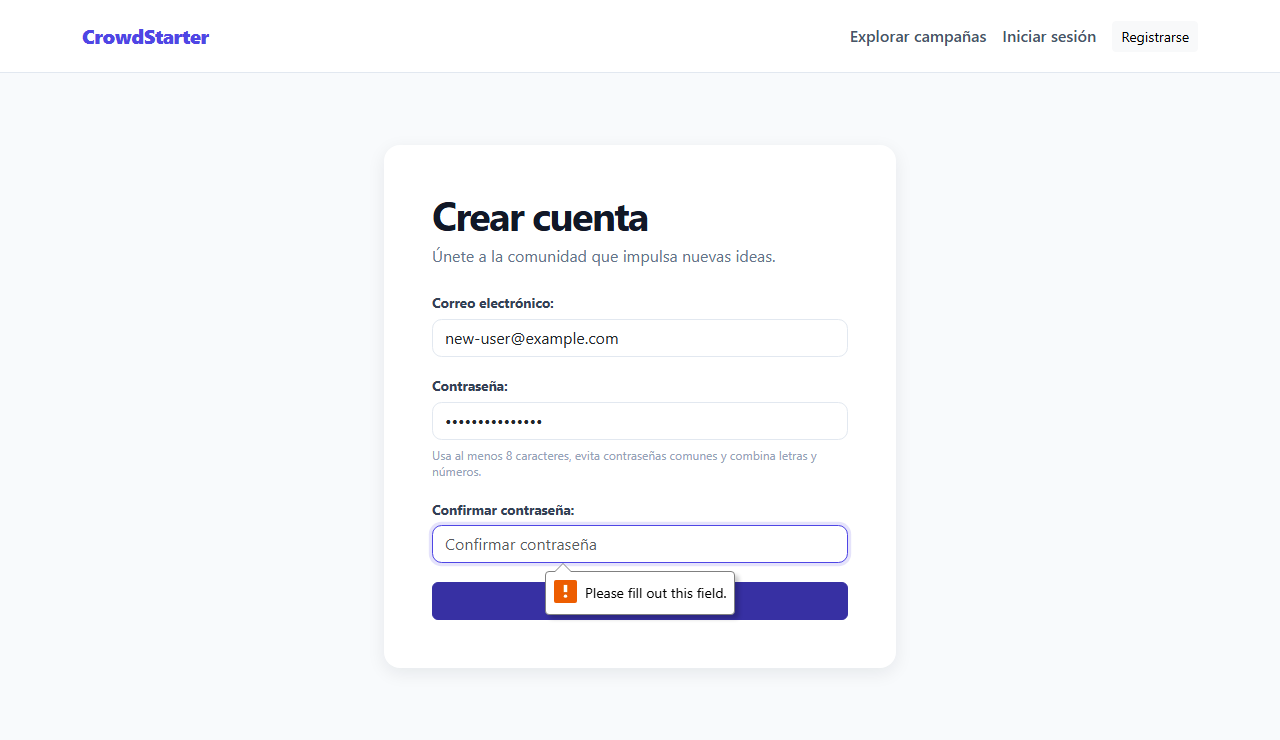 CrowdStarter
Explorar campañas
Iniciar sesión
Registrarse
Crear cuenta
Únete a la comunidad que impulsa nuevas ideas.
Correo electrónico:
new-user@example.com
Contraseña:
•••••••••••••••
Usa al menos 8 caracteres, evita contraseñas comunes y combina letras y
números.
Confirmar contraseña:
Confirmar contraseña
Please fill out this field.